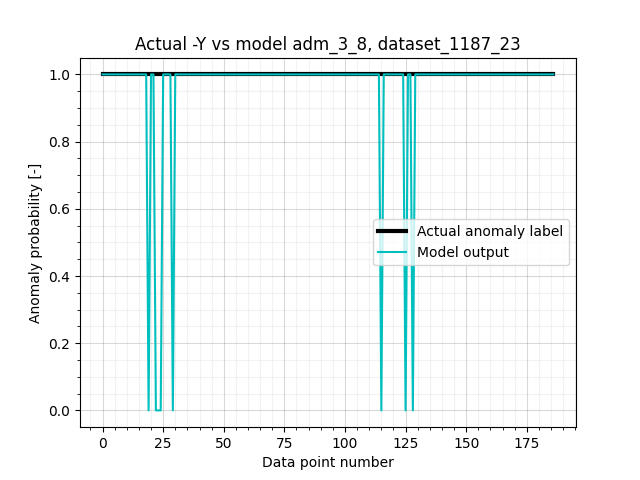 Actual -Y vs model adm_3_8, dataset_1187_23
1.0
0.8
0.6
0.4
0.2
0.0
Anomaly probability [-]
Actual anomaly label
Model output
0 25 50 75 100 125 150 175
Data point number